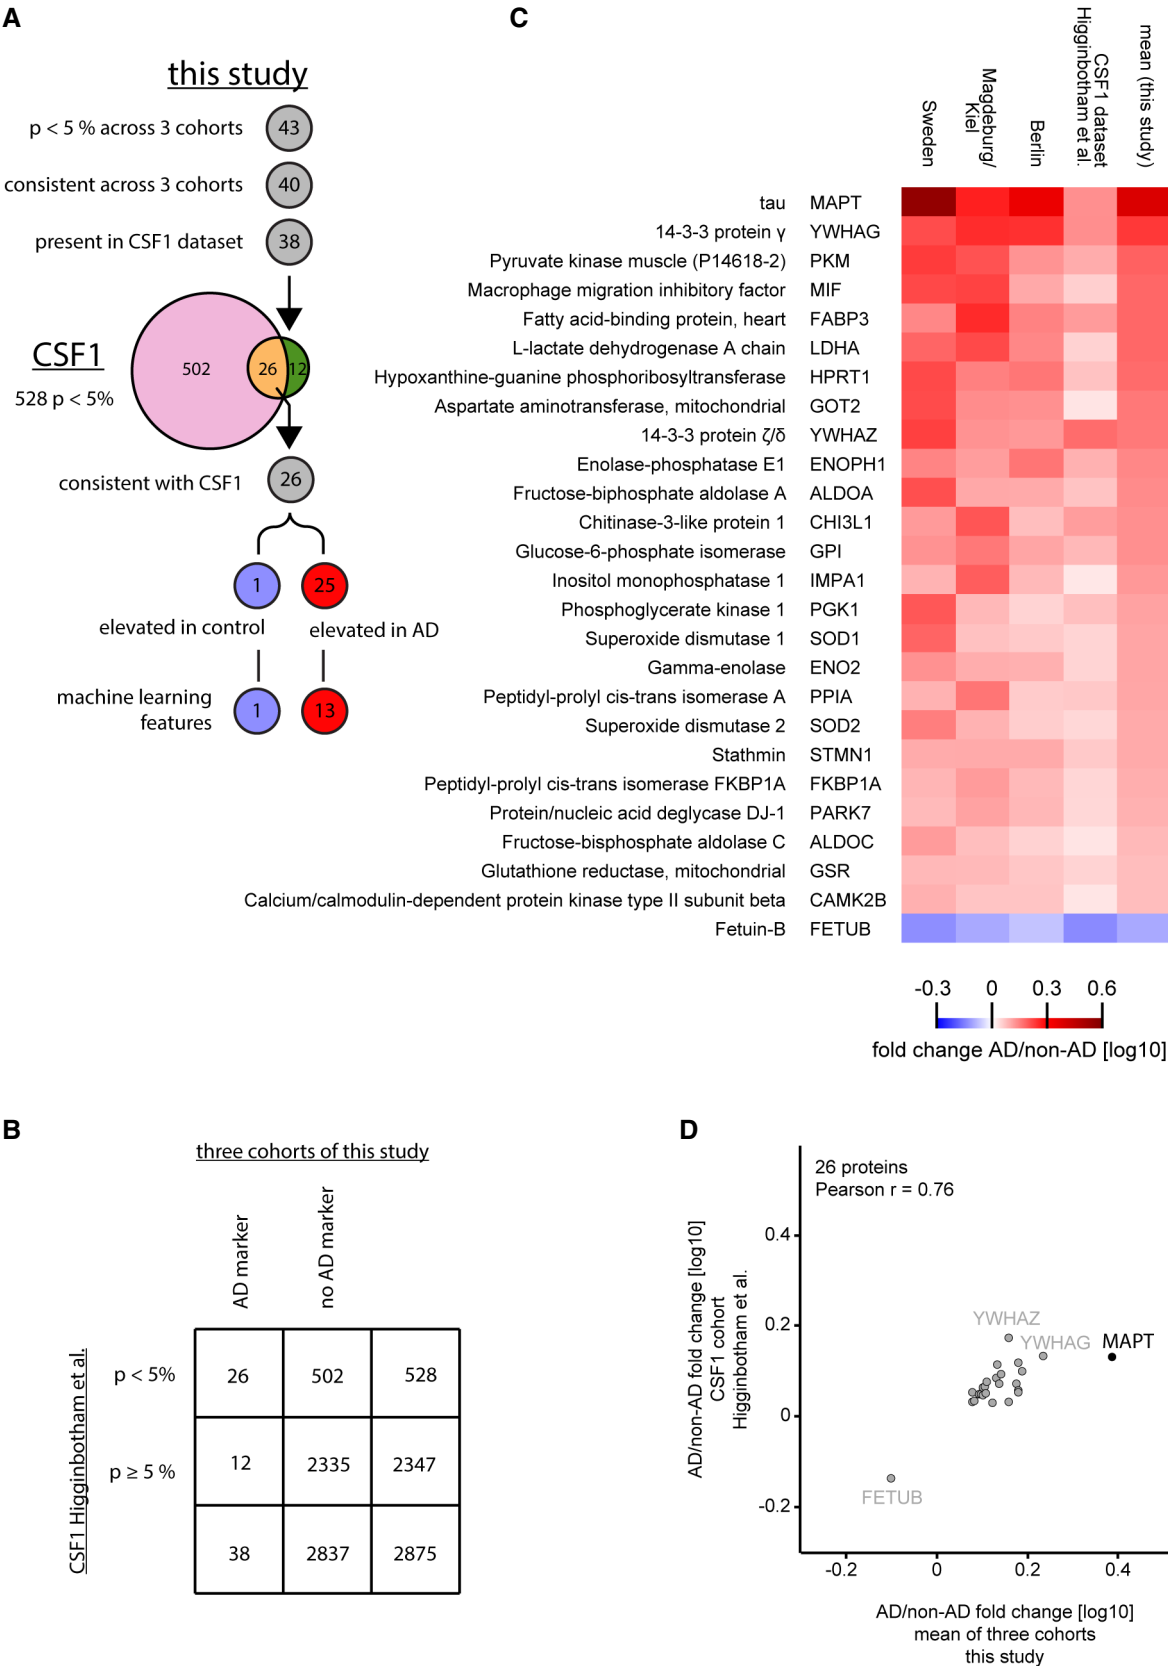 A
this study
p < 5 % across 3 cohorts
43
consistent across 3 cohorts
40
present in CSF1 dataset
38
CSF1
528 p < 5%
502
26
12
consistent with CSF1
26
1
25
elevated in control
elevated in AD
machine learning
features
1
13
C
Sweden
Magdeburg/
Kiel
Berlin
CSF1 dataset
Higginbotham et al.
mean (this study)
tau MAPT
14-3-3 protein γ YWHAG
Pyruvate kinase muscle (P14618-2) PKM
Macrophage migration inhibitory factor MIF
Fatty acid-binding protein, heart FABP3
L-lactate dehydrogenase A chain LDHA
Hypoxanthine-guanine phosphoribosyltransferase HPRT1
Aspartate aminotransferase, mitochondrial GOT2
14-3-3 protein ζ/δ YWHAZ
Enolase-phosphatase E1 ENOPH1
Fructose-biphosphate aldolase A ALDOA
Chitinase-3-like protein 1 CHI3L1
Glucose-6-phosphate isomerase GPI
Inositol monophosphatase 1 IMPA1
Phosphoglycerate kinase 1 PGK1
Superoxide dismutase 1 SOD1
Gamma-enolase ENO2
Peptidyl-prolyl cis-trans isomerase A PPIA
Superoxide dismutase 2 SOD2
Stathmin STMN1
Peptidyl-prolyl cis-trans isomerase FKBP1A FKBP1A
Protein/nucleic acid deglycase DJ-1 PARK7
Fructose-bisphosphate aldolase C ALDOC
Glutathione reductase, mitochondrial GSR
Calcium/calmodulin-dependent protein kinase type II subunit beta CAMK2B
Fetuin-B FETUB
-0.3 0 0.3 0.6
fold change AD/non-AD [log10]
B
three cohorts of this study
AD marker
no AD marker
CSF1 Higginbotham et al.
p < 5% 26 502 528
p ≥ 5 % 12 2335 2347
38 2837 2875
D
26 proteins
Pearson r = 0.76
AD/non-AD fold change [log10]
CSF1 cohort
Higginbotham et al.
0.4
0.2
0
-0.2
YWHAZ
YWHAG
MAPT
FETUB
-0.2 0 0.2 0.4
AD/non-AD fold change [log10]
mean of three cohorts
this study